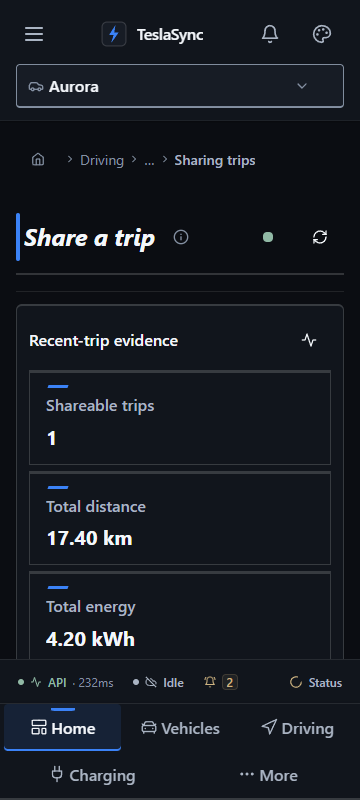 TeslaSync
Aurora
Driving ... Sharing trips
Share a trip
Recent-trip evidence
Shareable trips
1
Total distance
17.40 km
Total energy
4.20 kWh
API · 232ms Idle 2 Status
Home Vehicles Driving
Charging More